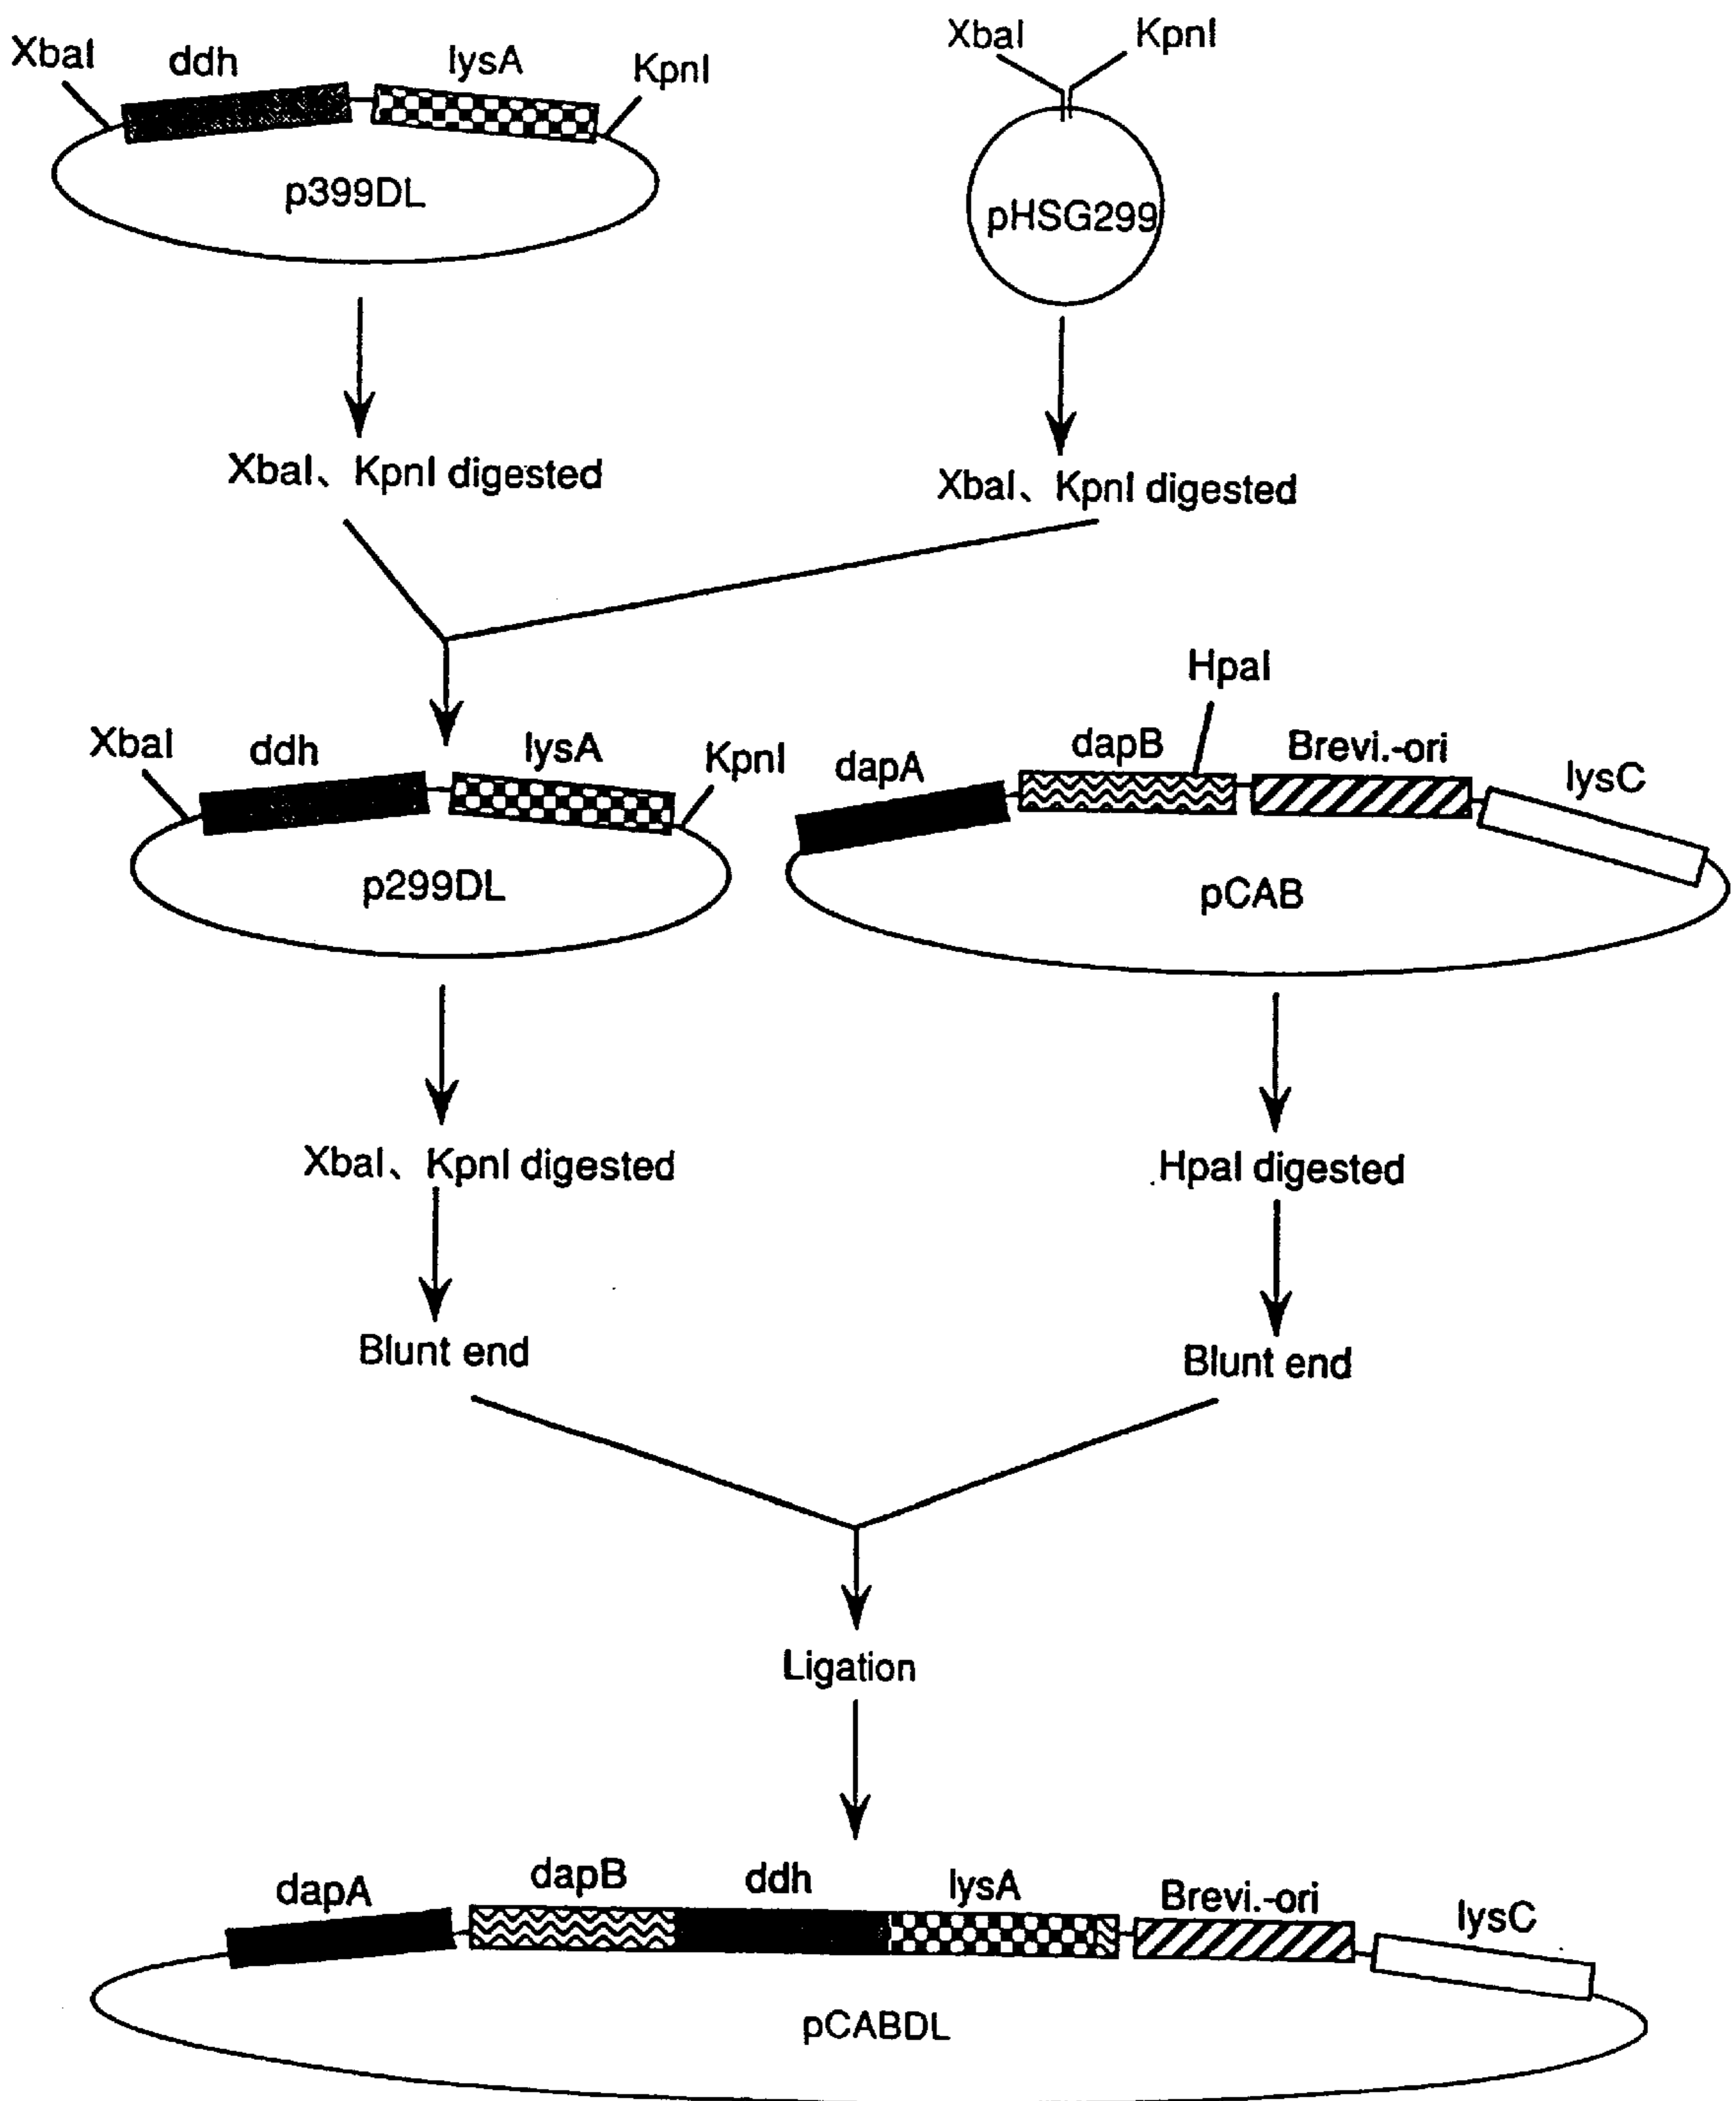 XbaI
ddh
lysA
KpnI
p399DL
XbaI
KpnI
pHSG299
XbaI、KpnI digested
XbaI、KpnI digested
XbaI
ddh
lysA
KpnI
p299DL
HpaI
dapA
dapB
Brevi.-ori
lysC
pCAB
XbaI、KpnI digested
HpaI digested
Blunt end
Blunt end
Ligation
dapA
dapB
ddh
lysA
Brevi.-ori
lysC
pCABDL